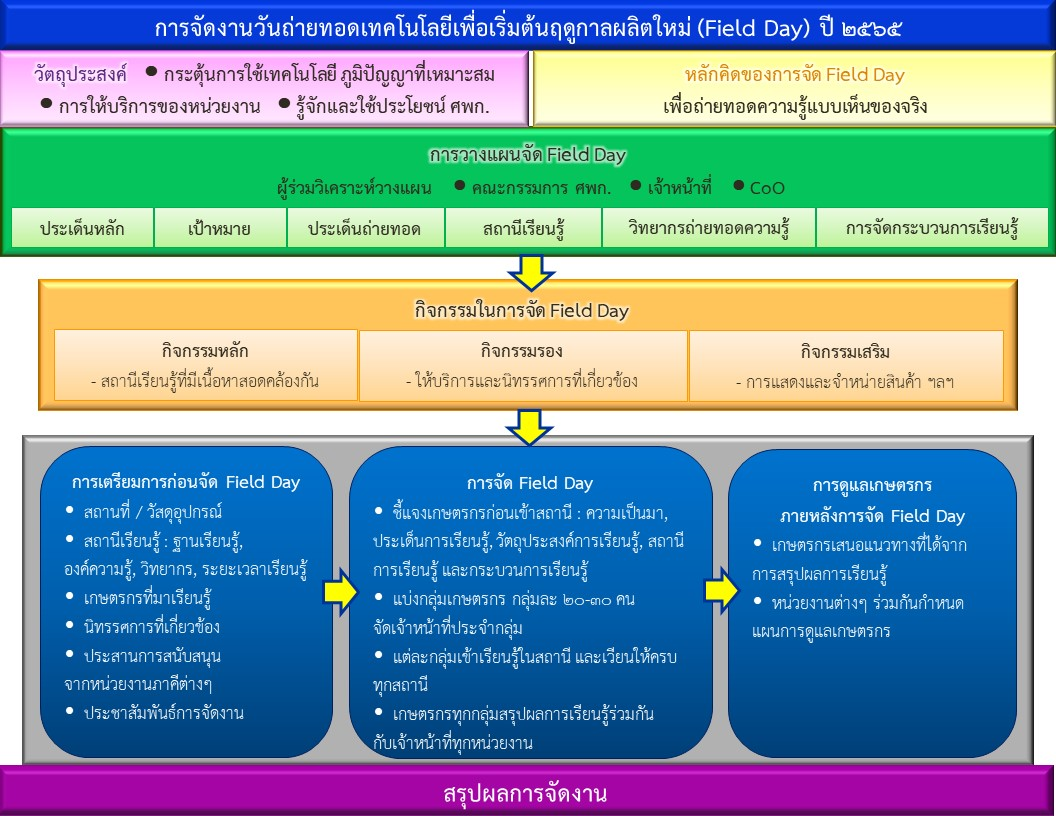 การจัดงานวันถ่ายทอดเทคโนโลยีเพื่อเริ่มต้นฤดูกาลผลิตใหม่ (Field Day) ปี ๒๕๖๕
วัตถุประสงค์ ● กระตุ้นการใช้เทคโนโลยี ภูมิปัญญาที่เหมาะสม
● การให้บริการของหน่วยงาน ● รู้จักและใช้ประโยชน์ ศพก.
หลักคิดของการจัด Field Day
เพื่อถ่ายทอดความรู้แบบเห็นของจริง
การวางแผนจัด Field Day
ผู้ร่วมวิเคราะห์วางแผน ● คณะกรรมการ ศพก. ● เจ้าหน้าที่ ● CoO
ประเด็นหลัก
เป้าหมาย
ประเด็นถ่ายทอด
สถานีเรียนรู้
วิทยากรถ่ายทอดความรู้
การจัดกระบวนการเรียนรู้
กิจกรรมในการจัด Field Day
กิจกรรมหลัก
- สถานีเรียนรู้ที่มีเนื้อหาสอดคล้องกัน
กิจกรรมรอง
- ให้บริการและนิทรรศการที่เกี่ยวข้อง
กิจกรรมเสริม
- การแสดงและจำหน่ายสินค้า ฯลฯ
การเตรียมการก่อนจัด Field Day
● สถานที่ / วัสดุอุปกรณ์
● สถานีเรียนรู้ : ฐานเรียนรู้,
องค์ความรู้, วิทยากร, ระยะเวลาเรียนรู้
● เกษตรกรที่มาเรียนรู้
● นิทรรศการที่เกี่ยวข้อง
● ประสานการสนับสนุน
จากหน่วยงานภาคีต่างๆ
● ประชาสัมพันธ์การจัดงาน
การจัด Field Day
● ชี้แจงเกษตรกรก่อนเข้าสถานี : ความเป็นมา,
ประเด็นการเรียนรู้, วัตถุประสงค์การเรียนรู้, สถานี
การเรียนรู้ และกระบวนการเรียนรู้
● แบ่งกลุ่มเกษตรกร กลุ่มละ ๒๐-๓๐ คน
จัดเจ้าหน้าที่ประจำกลุ่ม
● แต่ละกลุ่มเข้าเรียนรู้ในสถานี และเวียนให้ครบ
ทุกสถานี
● เกษตรกรทุกกลุ่มสรุปผลการเรียนรู้ร่วมกัน
กับเจ้าหน้าที่ทุกหน่วยงาน
การดูแลเกษตรกร
ภายหลังการจัด Field Day
● เกษตรกรเสนอแนวทางที่ได้จาก
การสรุปผลการเรียนรู้
● หน่วยงานต่างๆ ร่วมกันกำหนด
แผนการดูแลเกษตรกร
สรุปผลการจัดงาน